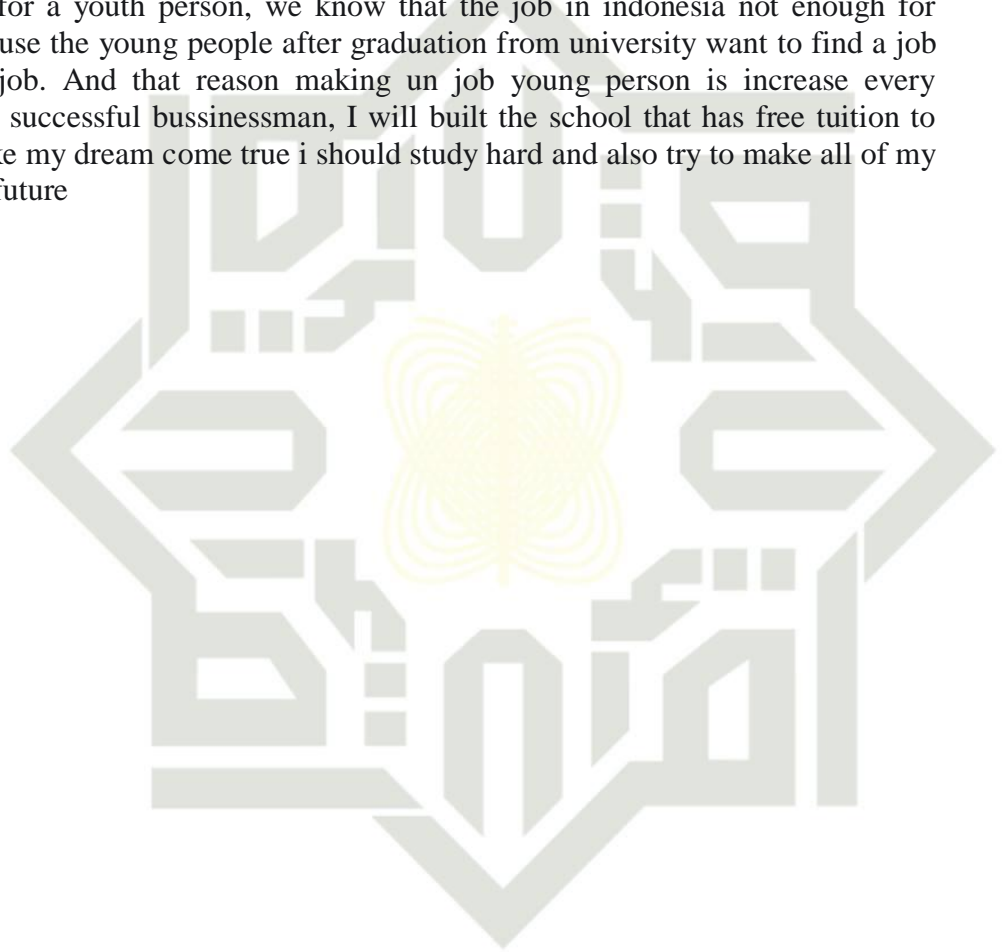 for a youth person, we know that the job in indonesia not enough for
use the young people after graduation from university want to find a job
job. And that reason making un job young person is increase every
successful bussinessman, I will built the school that has free tuition to
ke my dream come true i should study hard and also try to make all of my
future